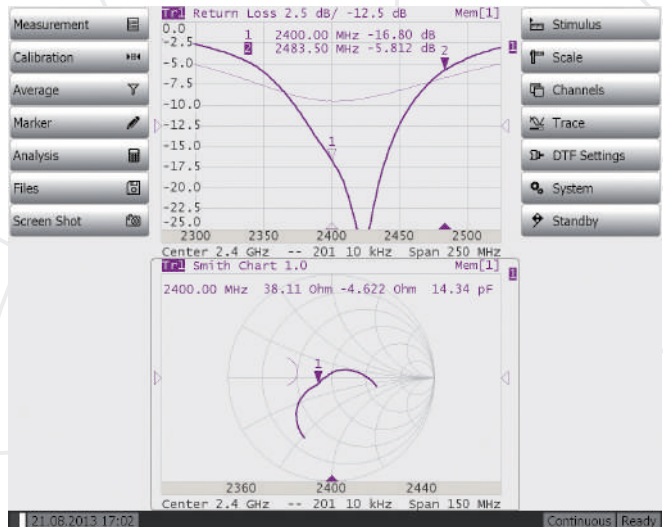 Measurement
Calibration
Average
Marker
Analysis
Files
Screen Shot
Tr1 Return Loss 2.5 dB/ -12.5 dB Mem[1]
0.0
-2.5
-5.0
-7.5
-10.0
-12.5
-15.0
-17.5
-20.0
-22.5
-25.0
1 2400.00 MHz -16.80 dB
2 2483.50 MHz -5.812 dB
2
1
1
2300 2350 2400 2450 2500
Center 2.4 GHz -- 201 10 kHz Span 250 MHz
Tr1 Smith Chart 1.0 Mem[1]
1
2400.00 MHz 38.11 Ohm -4.622 Ohm 14.34 pF
1
2360 2400 2440
Center 2.4 GHz -- 201 10 kHz Span 150 MHz
Stimulus
Scale
Channels
Trace
DTF Settings
System
Standby
21.08.2013 17:02 Continuous Ready